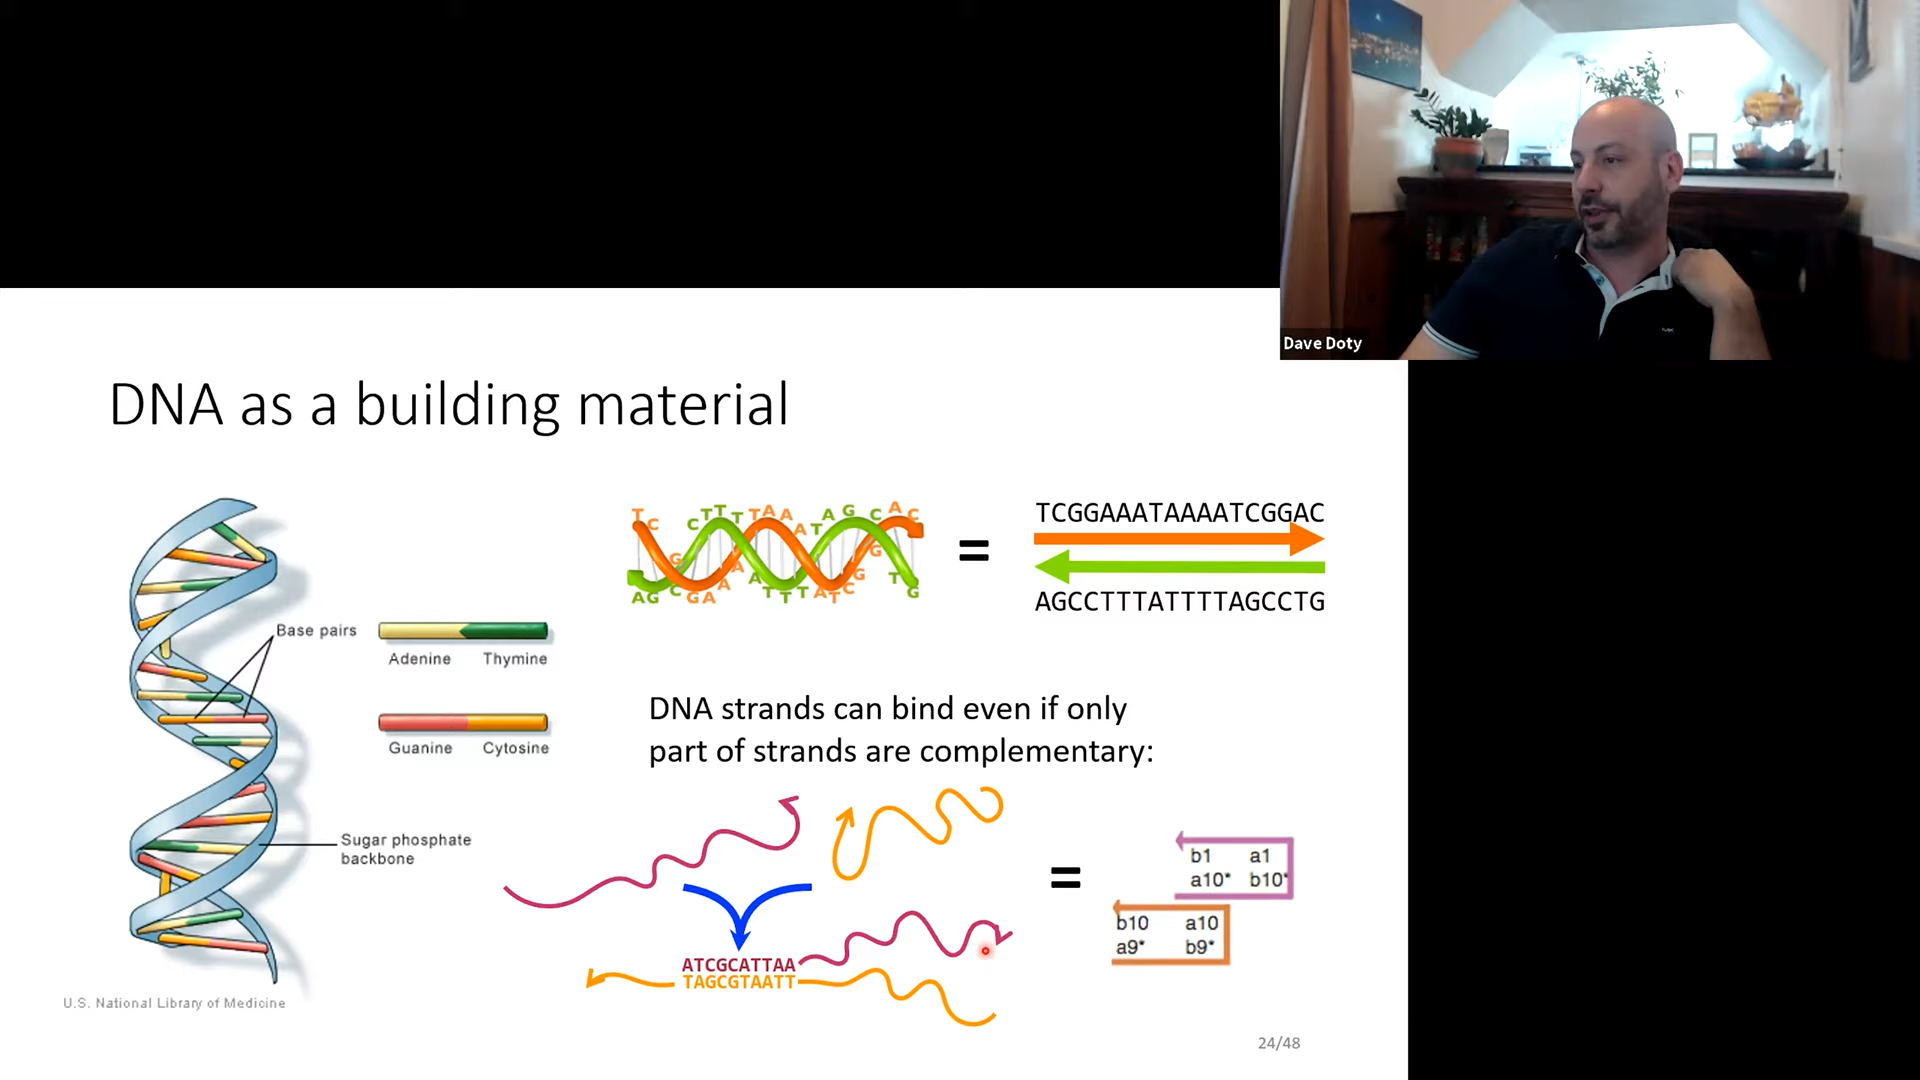 Dave Doty
DNA as a building material
TCGGAAATAAAATCGGAC
=
AGCCTTTATTTTAGCCTG
Base pairs
Adenine Thymine
Guanine Cytosine
Sugar phosphate
backbone
U.S. National Library of Medicine
DNA strands can bind even if only
part of strands are complementary:
ATCGCATTAA
TAGCGTAATT
=
b1 a1
a10* b10*
b10 a10
a9* b9*
24/48